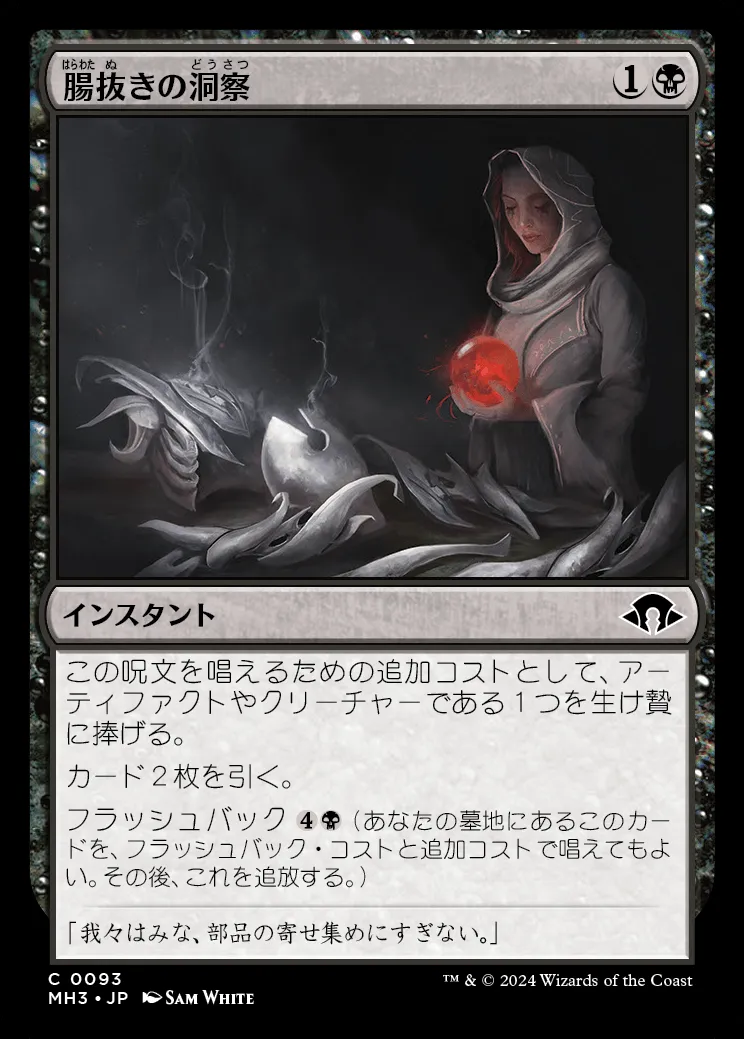 はらわた ぬ どうさつ
腸抜きの洞察 1
インスタント
この呪文を唱えるための追加コストとして、アー
ティファクトやクリーチャーである1つを生け贄
に捧げる。
カード2枚を引く。
フラッシュバック 4 (あなたの墓地にあるこのカー
ドを、フラッシュバック・コストと追加コストで唱えてもよ
い。その後、これを追放する。)
「我々はみな、部品の寄せ集めにすぎない。」
C 0093 ™ & © 2024 Wizards of the Coast
MH3 • JP SAM WHITE